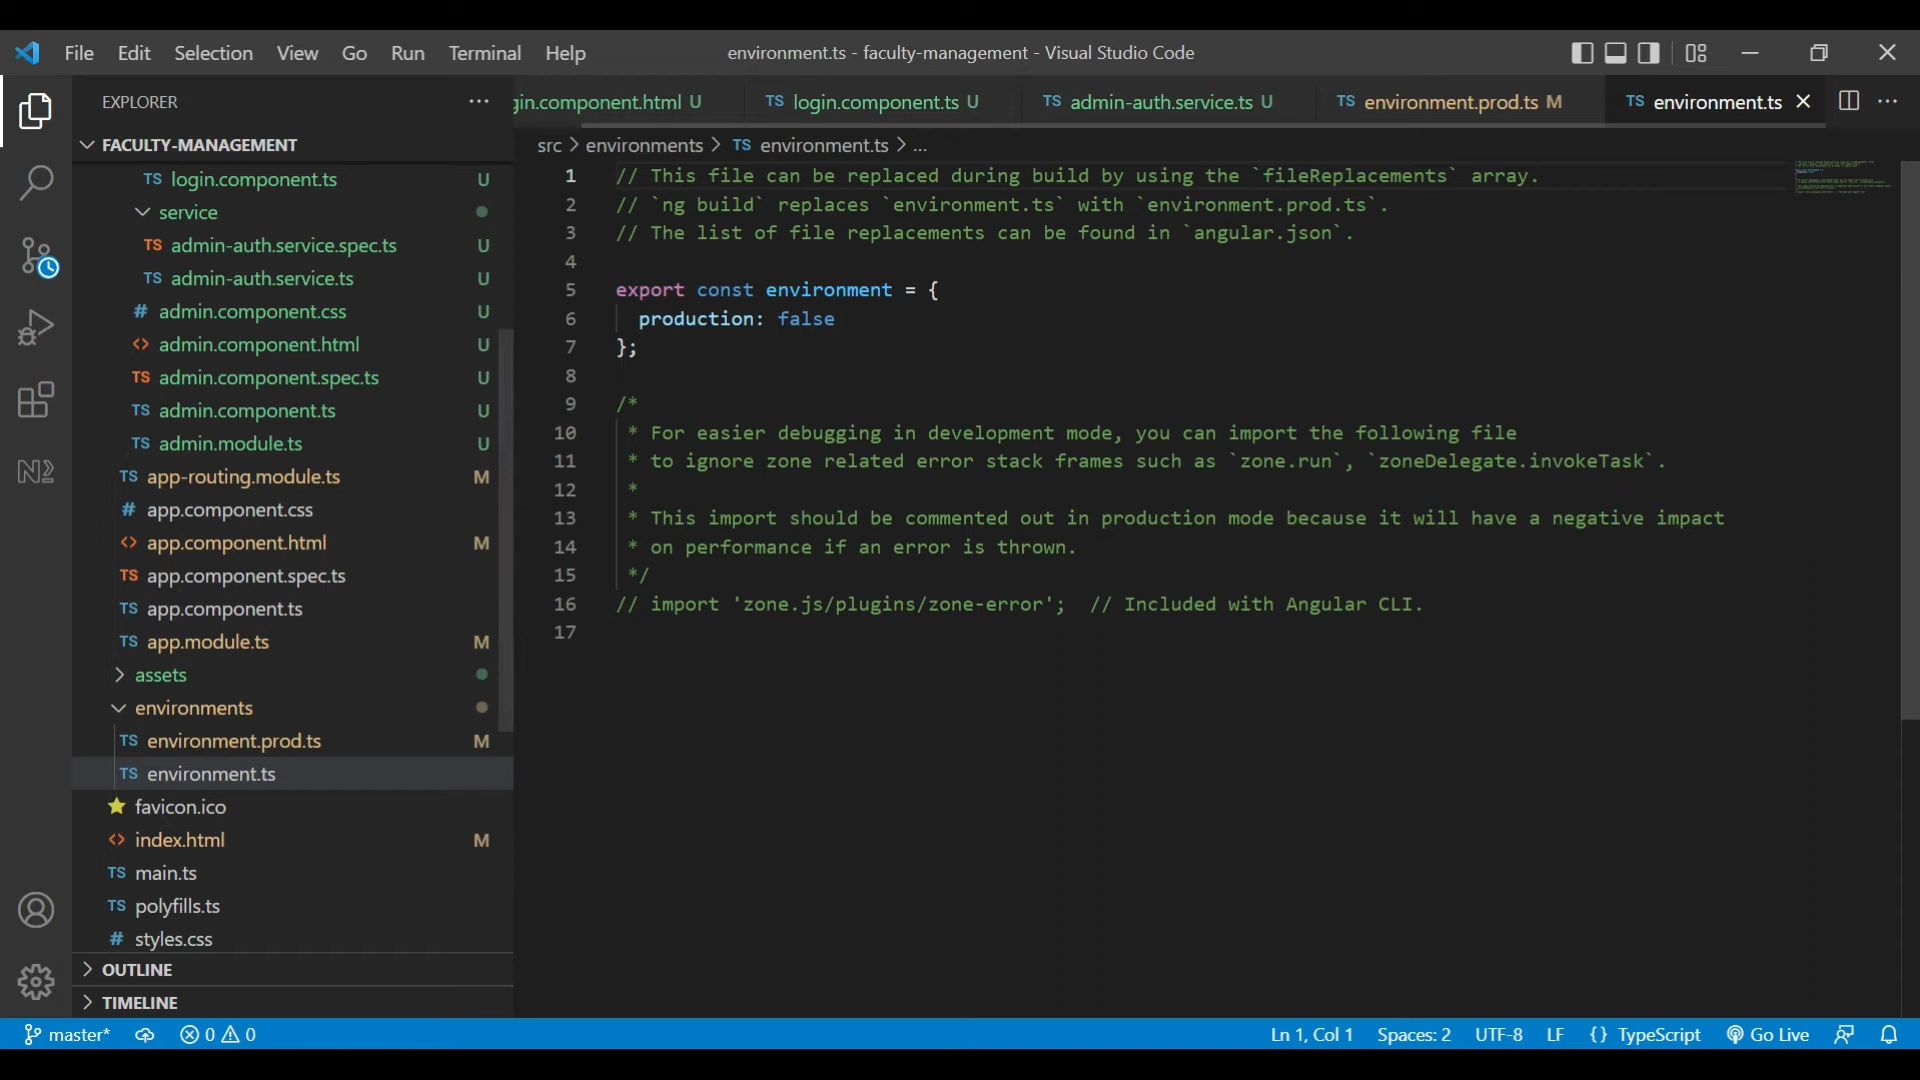 File Edit Selection View Go Run Terminal Help
environment.ts - faculty-management - Visual Studio Code
EXPLORER
gin.component.html U
TS login.component.ts U
TS admin-auth.service.ts U
TS environment.prod.ts M
TS environment.ts
FACULTY-MANAGEMENT
TS login.component.ts U
service
TS admin-auth.service.spec.ts U
TS admin-auth.service.ts U
# admin.component.css U
<> admin.component.html U
TS admin.component.spec.ts U
TS admin.component.ts U
TS admin.module.ts U
TS app-routing.module.ts M
# app.component.css
<> app.component.html M
TS app.component.spec.ts
TS app.component.ts
TS app.module.ts M
assets
environments
TS environment.prod.ts M
TS environment.ts
favicon.ico
<> index.html M
TS main.ts
TS polyfills.ts
# styles.css
OUTLINE
TIMELINE
src > environments > TS environment.ts > ...
1 // This file can be replaced during build by using the `fileReplacements` array.
2 // `ng build` replaces `environment.ts` with `environment.prod.ts`.
3 // The list of file replacements can be found in `angular.json`.
4
5 export const environment = {
6 production: false
7 };
8
9 /*
10 * For easier debugging in development mode, you can import the following file
11 * to ignore zone related error stack frames such as `zone.run`, `zoneDelegate.invokeTask`.
12 *
13 * This import should be commented out in production mode because it will have a negative impact
14 * on performance if an error is thrown.
15 */
16 // import 'zone.js/plugins/zone-error'; // Included with Angular CLI.
17
master* 0 0
Ln 1, Col 1 Spaces: 2 UTF-8 LF {} TypeScript Go Live